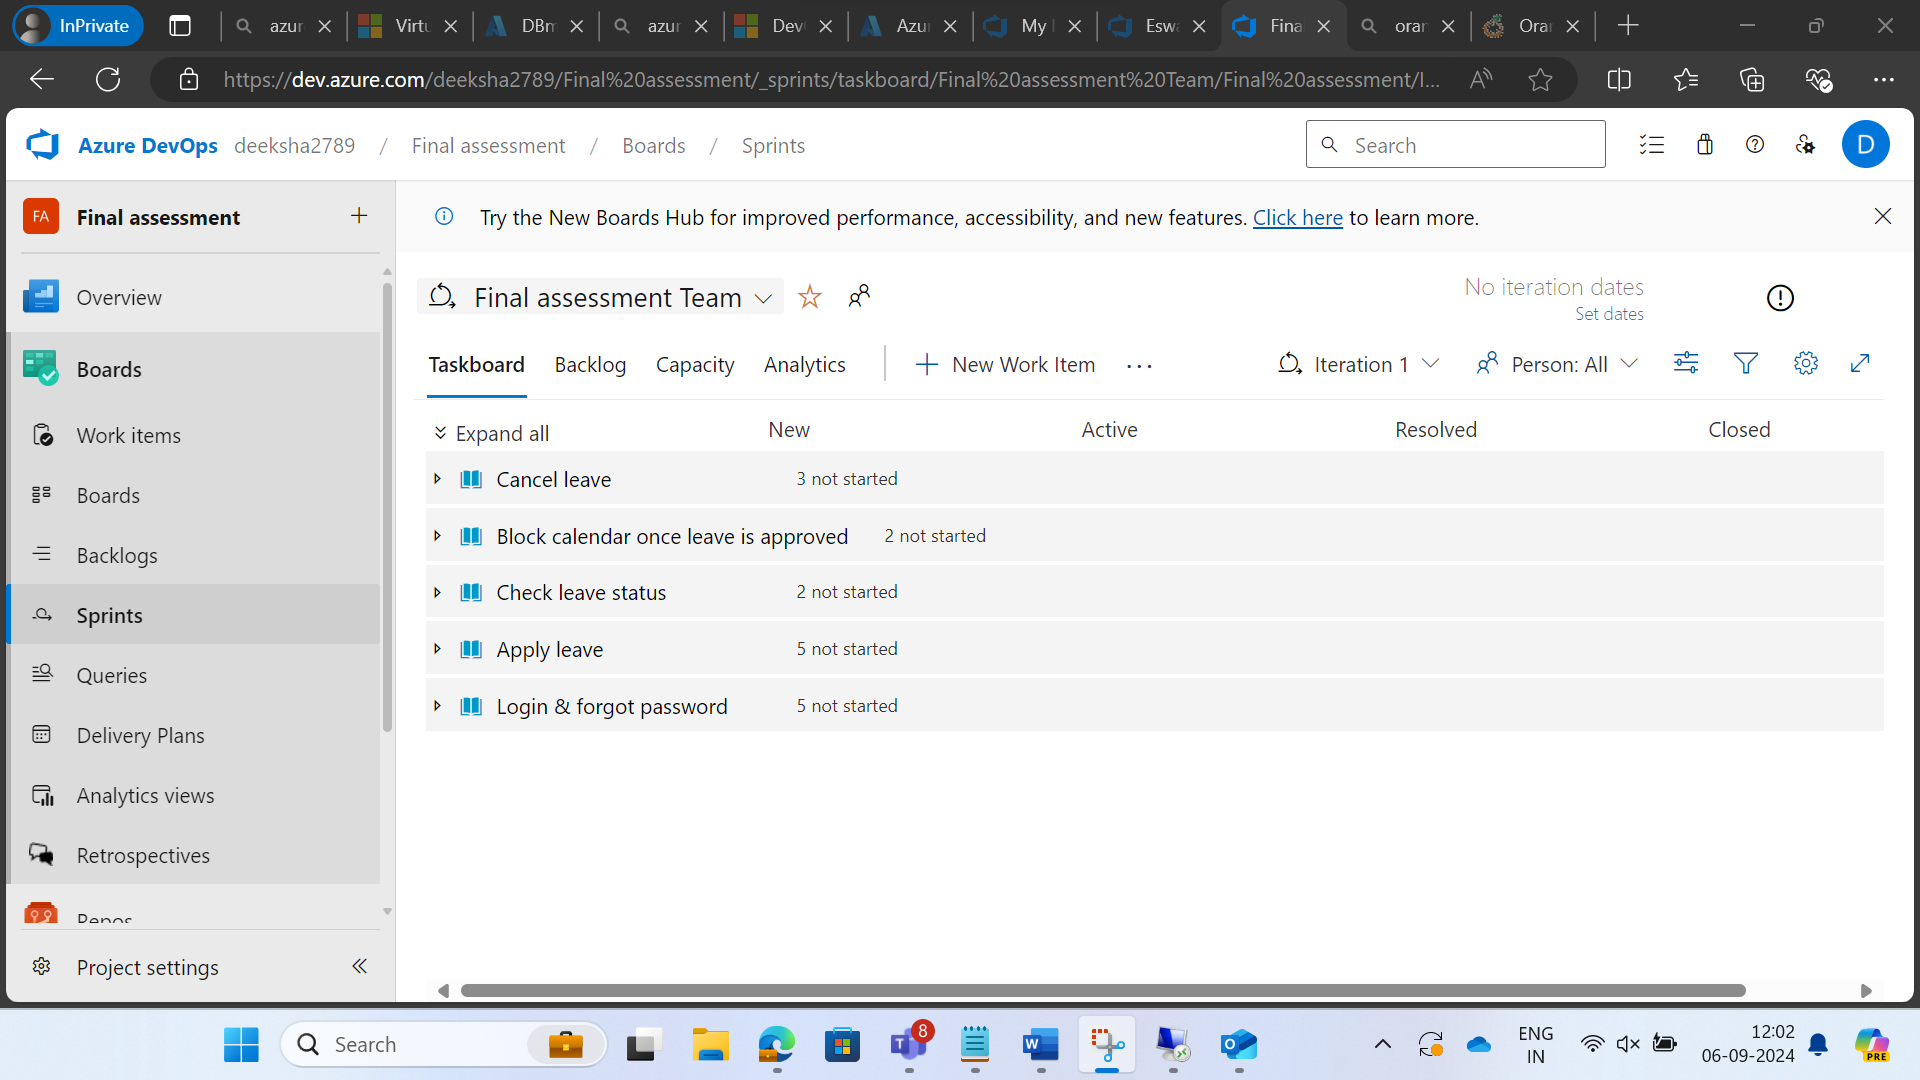 InPrivate
azur
Virtu
DBm
azur
Dev
Azu
My
Eswa
Fina
oran
Oran
https://dev.azure.com/deeksha2789/Final%20assessment/_sprints/taskboard/Final%20assessment%20Team/Final%20assessment/I...
Azure DevOps deeksha2789 / Final assessment / Boards / Sprints
Search
D
FA Final assessment
Try the New Boards Hub for improved performance, accessibility, and new features. Click here to learn more.
Overview
Boards
Work items
Boards
Backlogs
Sprints
Queries
Delivery Plans
Analytics views
Retrospectives
Repos
Project settings
Final assessment Team
No iteration dates
Set dates
Taskboard Backlog Capacity Analytics New Work Item ... Iteration 1 Person: All
Expand all New Active Resolved Closed
Cancel leave 3 not started
Block calendar once leave is approved 2 not started
Check leave status 2 not started
Apply leave 5 not started
Login & forgot password 5 not started
Search
8
ENG
IN
12:02
06-09-2024
PRE